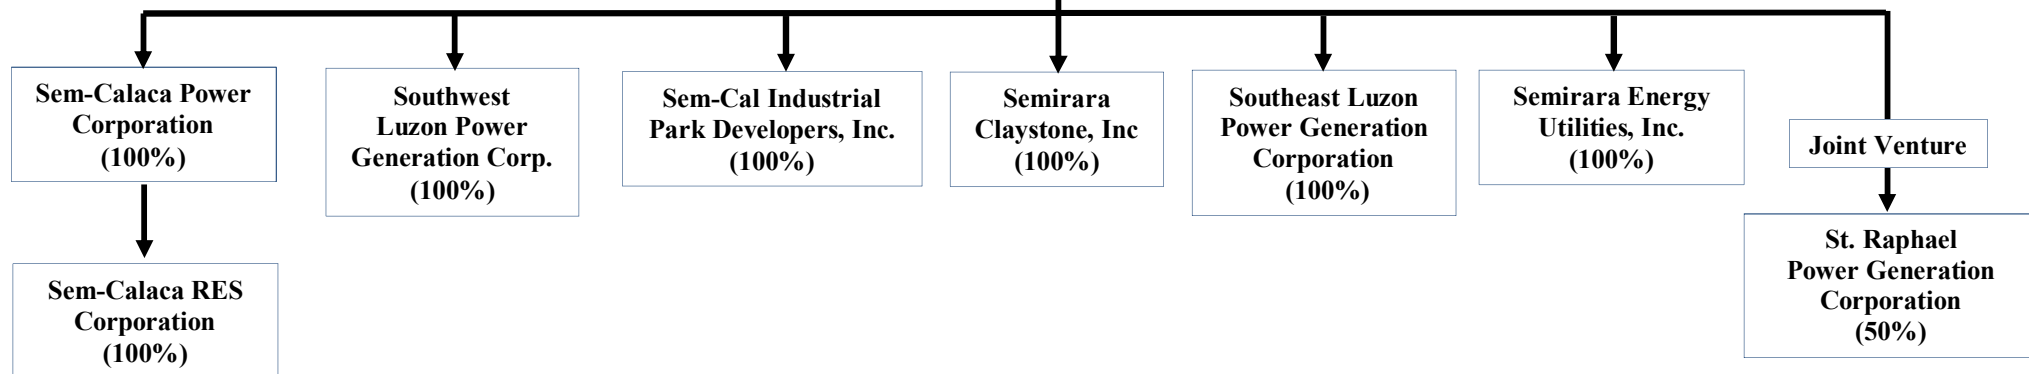 Sem-Calaca Power
Corporation
(100%)
Southwest
Luzon Power
Generation Corp.
(100%)
Sem-Cal Industrial
Park Developers, Inc.
(100%)
Semirara
Claystone, Inc
(100%)
Southeast Luzon
Power Generation
Corporation
(100%)
Semirara Energy
Utilities, Inc.
(100%)
Joint Venture
Sem-Calaca RES
Corporation
(100%)
St. Raphael
Power Generation
Corporation
(50%)